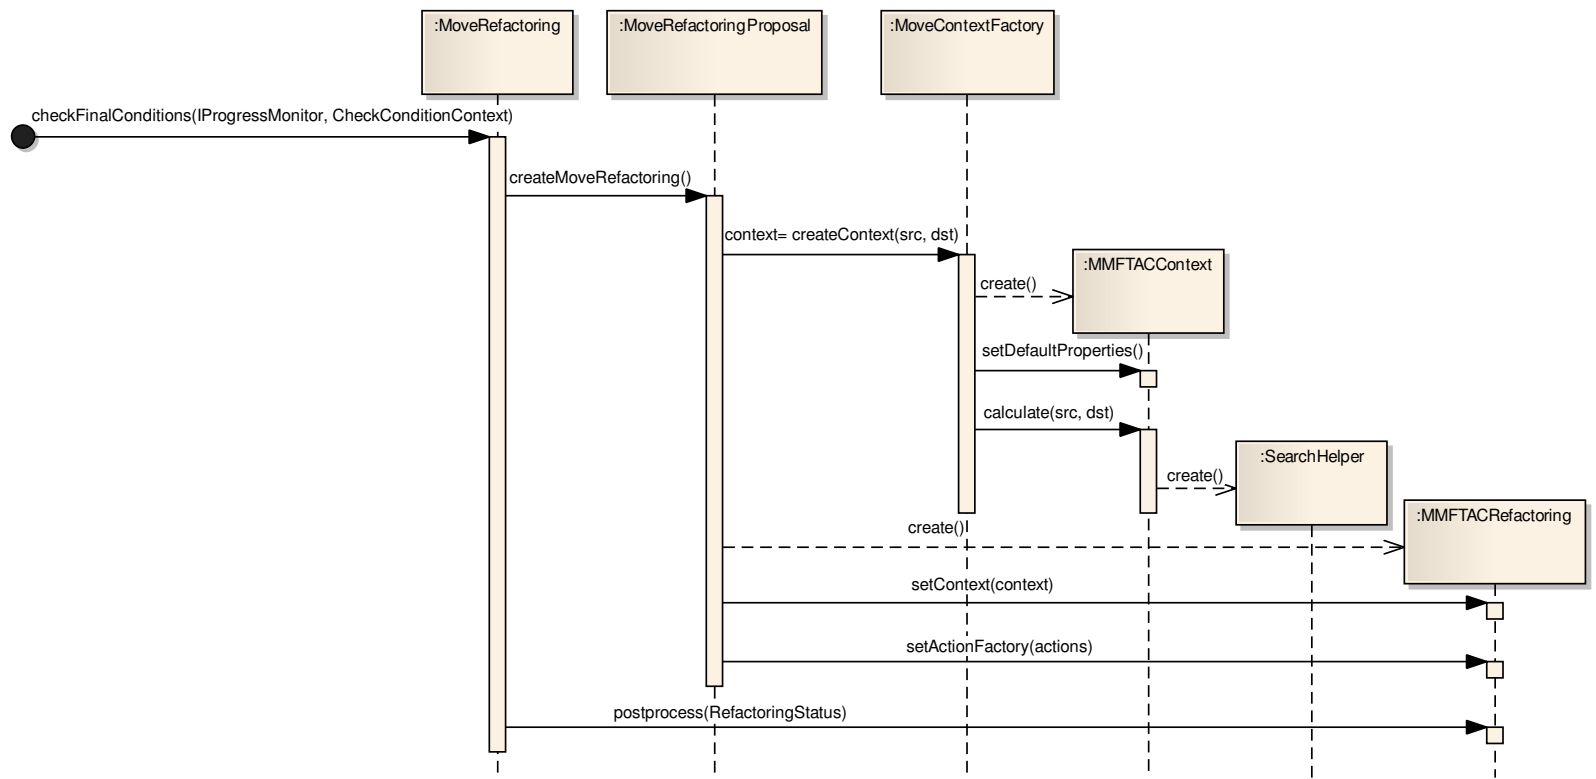 :MoveRefactoring
:MoveRefactoringProposal
:MoveContextFactory
checkFinalConditions(IProgressMonitor, CheckConditionContext)
createMoveRefactoring()
context= createContext(src, dst)
:MMFTACContext
create()
setDefaultProperties()
calculate(src, dst)
:SearchHelper
create()
:MMFTACRefactoring
create()
setContext(context)
setActionFactory(actions)
postprocess(RefactoringStatus)